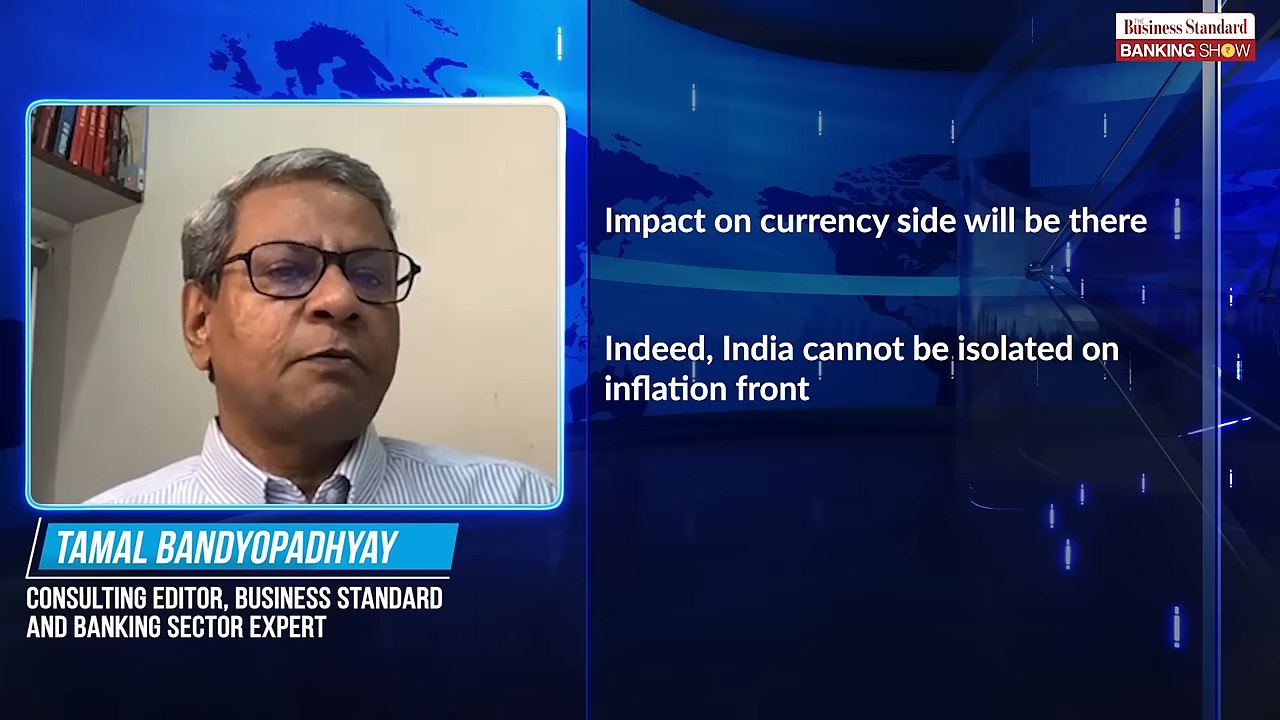 THE
Business Standard
BANKING SHOW
Impact on currency side will be there
Indeed, India cannot be isolated on
inflation front
TAMAL BANDYOPADHYAY
CONSULTING EDITOR, BUSINESS STANDARD
AND BANKING SECTOR EXPERT